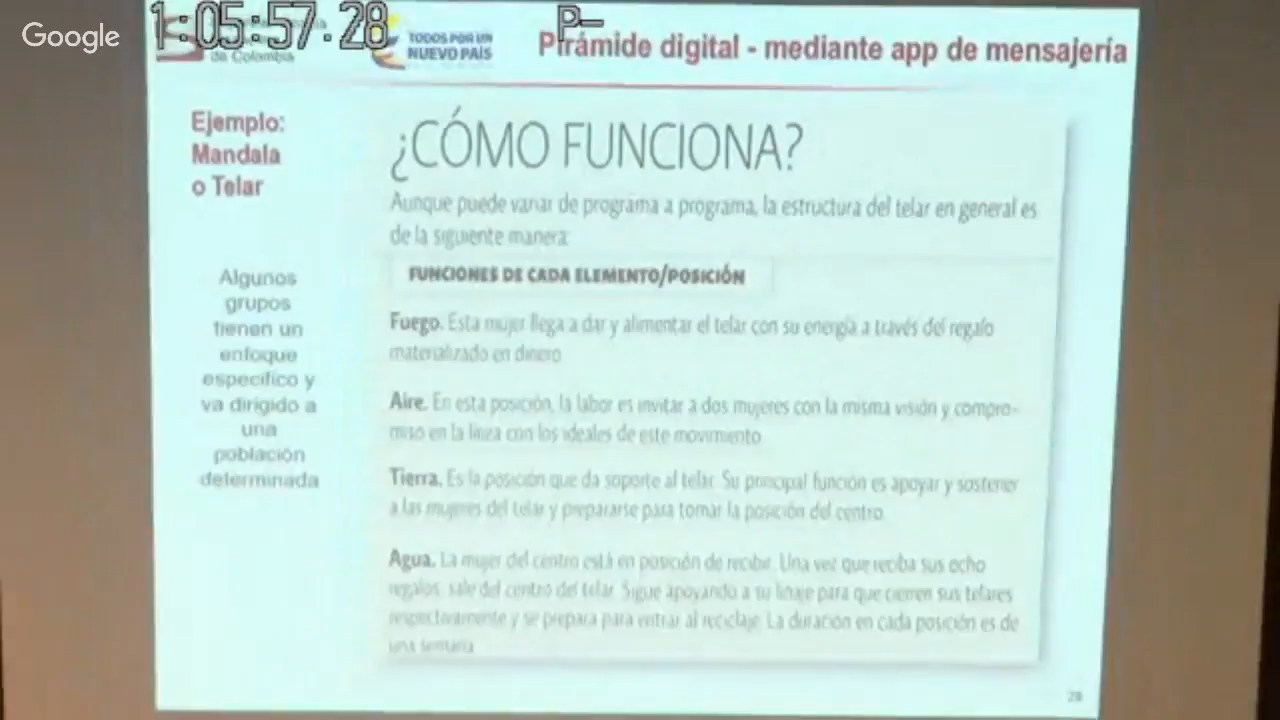 Google
1:05:57.28
P-
de Colombia
TODOS POR UN
NUEVO PAÍS
Pirámide digital - mediante app de mensajería
Ejemplo:
Mandala
o Telar
Algunos
grupos
tienen un
enfoque
específico y
va dirigido a
una
población
determinada
¿CÓMO FUNCIONA?
Aunque puede variar de programa a programa, la estructura del telar en general es
de la siguiente manera:
FUNCIONES DE CADA ELEMENTO/POSICIÓN
Fuego. Esta mujer llega a dar y alimentar el telar con su energía a través del regalo
materializado en dinero
Aire. En esta posición, la labor es invitar a dos mujeres con la misma visión y compro-
miso en la línea con los ideales de este movimiento
Tierra. Es la posición que da soporte al telar. Su principal función es apoyar y sostener
a las mujeres del telar y prepararse para tomar la posición del centro.
Agua. La mujer del centro está en posición de recibir. Una vez que reciba sus ocho
regalos, sale del centro del telar. Sigue apoyando a su linaje para que cierren sus telares
respectivamente y se prepara para entrar al reciclaje. La duración en cada posición es de
una semana
28